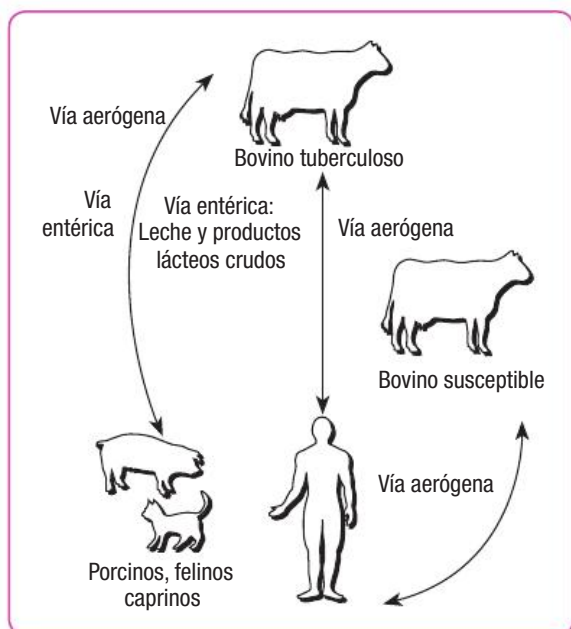 Vía aerógena
Bovino tuberculoso
Vía
entérica
Vía entérica:
Leche y productos
lácteos crudos
Vía aerógena
Bovino susceptible
Vía aerógena
Porcinos, felinos
caprinos